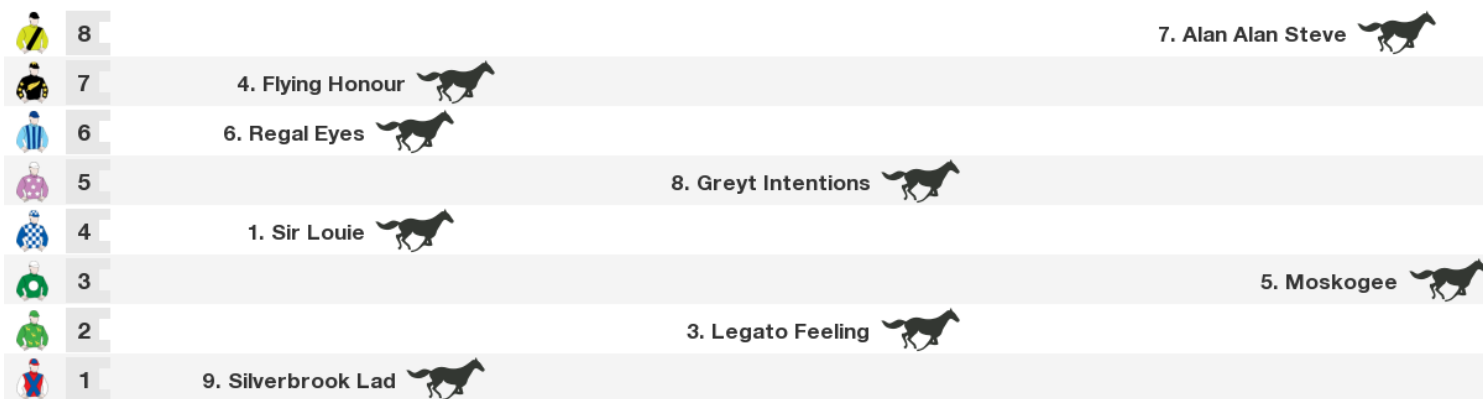 8 7. Alan Alan Steve
7 4. Flying Honour
6 6. Regal Eyes
5 8. Greyt Intentions
4 1. Sir Louie
3 5. Moskogee
2 3. Legato Feeling
1 9. Silverbrook Lad